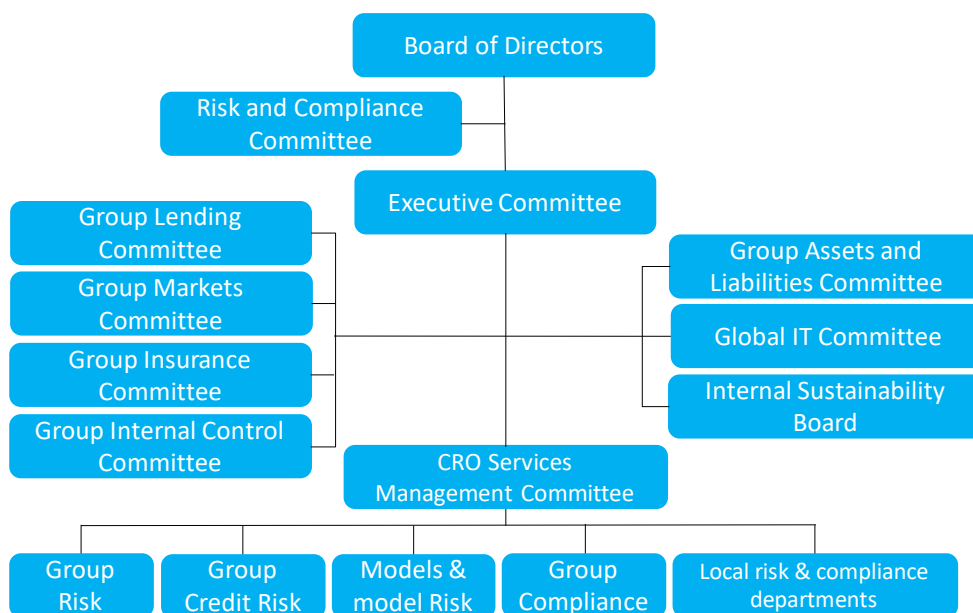 Board of Directors
Risk and Compliance
Committee
Executive Committee
Group Lending
Committee
Group Markets
Committee
Group Insurance
Committee
Group Internal Control
Committee
Group Assets and
Liabilities Committee
Global IT Committee
Internal Sustainability
Board
CRO Services
Management Committee
Group
Risk
Group
Credit Risk
Models &
model Risk
Group
Compliance
Local risk & compliance
departments